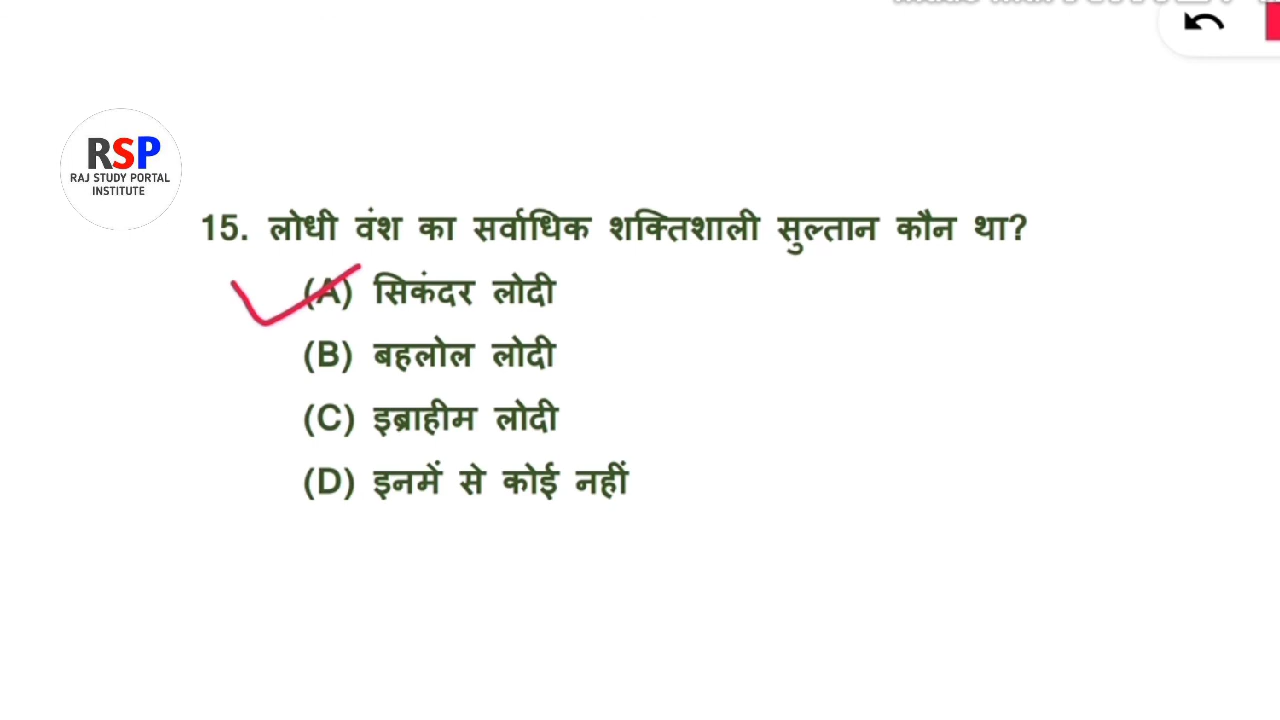 RSP
RAJ STUDY PORTAL
INSTITUTE
15. लोधी वंश का सर्वाधिक शक्तिशाली सुल्तान कौन था?
(A) सिकंदर लोदी
(B) बहलोल लोदी
(C) इब्राहीम लोदी
(D) इनमें से कोई नहीं